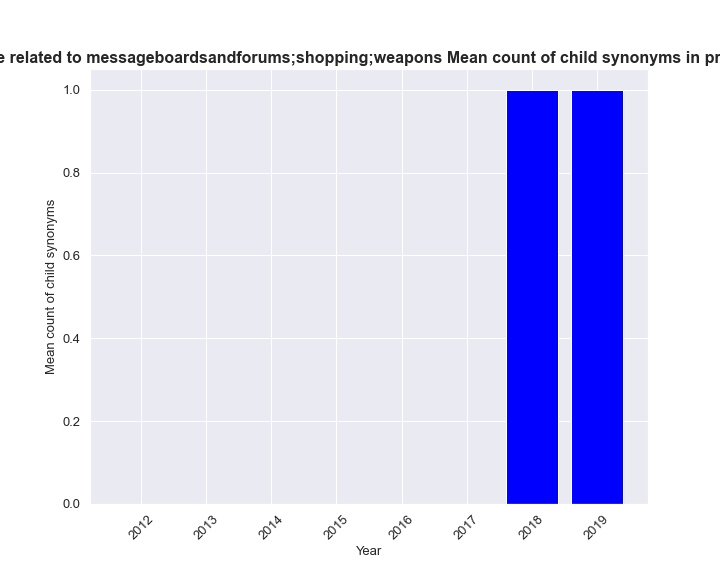 e related to messageboardsandforums;shopping;weapons Mean count of child synonyms in pr
1.0
0.8
0.6
0.4
0.2
0.0
Mean count of child synonyms
2012 2013 2014 2015 2016 2017 2018 2019
Year